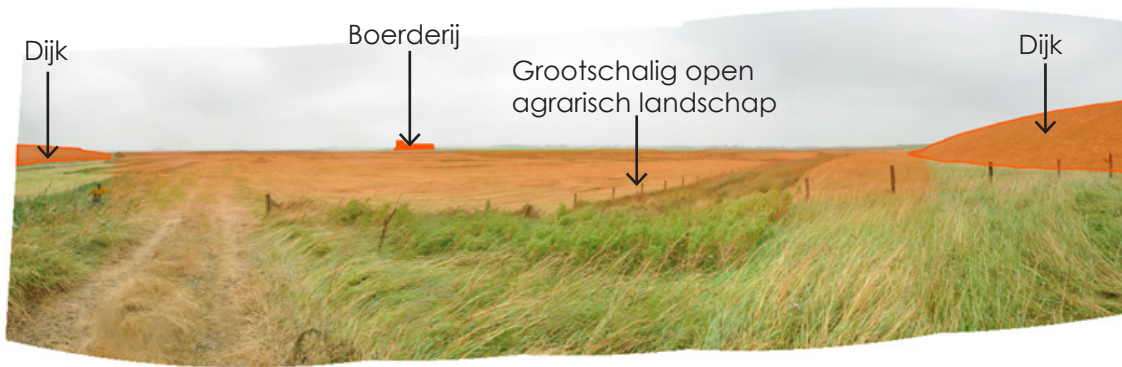 Dijk
Boerderij
Grootschalig open
agrarisch landschap
Dijk